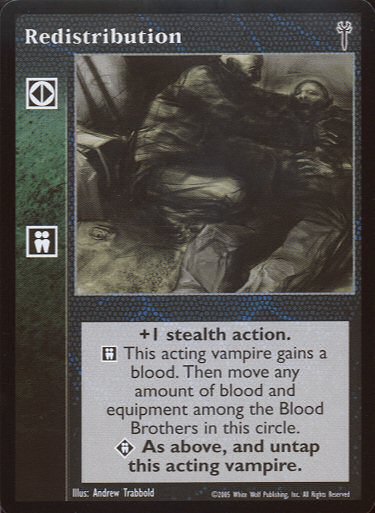 Redistribution
+1 stealth action.
This acting vampire gains a
blood. Then move any
amount of blood and
equipment among the Blood
Brothers in this circle.
As above, and untap
this acting vampire.
Illus: Andrew Trabbold
©2005 White Wolf Publishing, Inc. All Rights Reserved